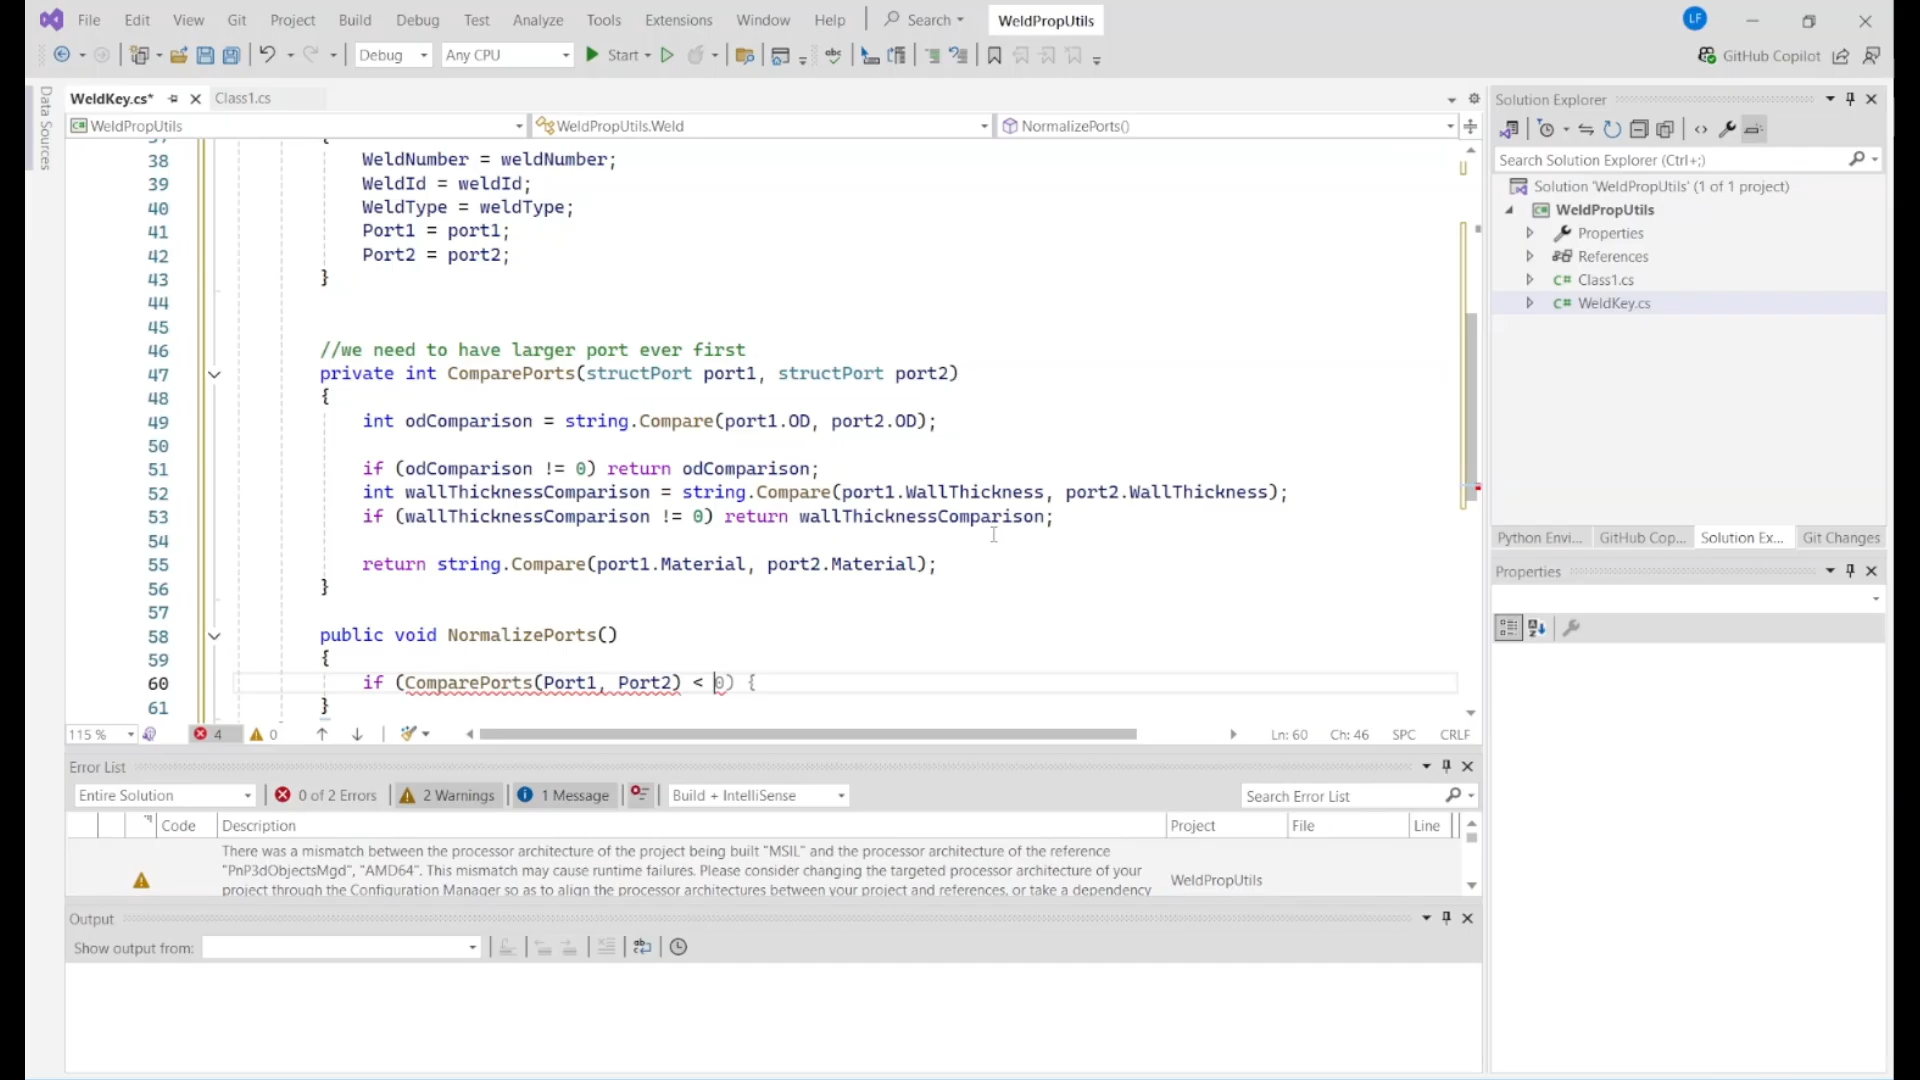 File Edit View Git Project Build Debug Test Analyze Tools Extensions Window Help Search WeldPropUtils LF
Debug Any CPU Start GitHub Copilot
Data Sources
WeldKey.cs* Class1.cs
WeldPropUtils WeldPropUtils.Weld NormalizePorts()
{
38 WeldNumber = weldNumber;
39 WeldId = weldId;
40 WeldType = weldType;
41 Port1 = port1;
42 Port2 = port2;
43 }
44
45
46 //we need to have larger port ever first
47 private int ComparePorts(structPort port1, structPort port2)
48 {
49 int odComparison = string.Compare(port1.OD, port2.OD);
50
51 if (odComparison != 0) return odComparison;
52 int wallThicknessComparison = string.Compare(port1.WallThickness, port2.WallThickness);
53 if (wallThicknessComparison != 0) return wallThicknessComparison;
54
55 return string.Compare(port1.Material, port2.Material);
56 }
57
58 public void NormalizePorts()
59 {
60 if (ComparePorts(Port1, Port2) < 0) {
61 }
115 % 4 0 Ln: 60 Ch: 46 SPC CRLF
Error List
Entire Solution 0 of 2 Errors 2 Warnings 1 Message Build + IntelliSense Search Error List
Code Description Project File Line
There was a mismatch between the processor architecture of the project being built "MSIL" and the processor architecture of the reference
"PnP3dObjectsMgd", "AMD64". This mismatch may cause runtime failures. Please consider changing the targeted processor architecture of your
project through the Configuration Manager so as to align the processor architectures between your project and references, or take a dependency
WeldPropUtils
Output
Show output from:
Solution Explorer
Search Solution Explorer (Ctrl+;)
Solution 'WeldPropUtils' (1 of 1 project)
WeldPropUtils
Properties
References
C# Class1.cs
C# WeldKey.cs
Python Envi... GitHub Cop... Solution Ex... Git Changes
Properties